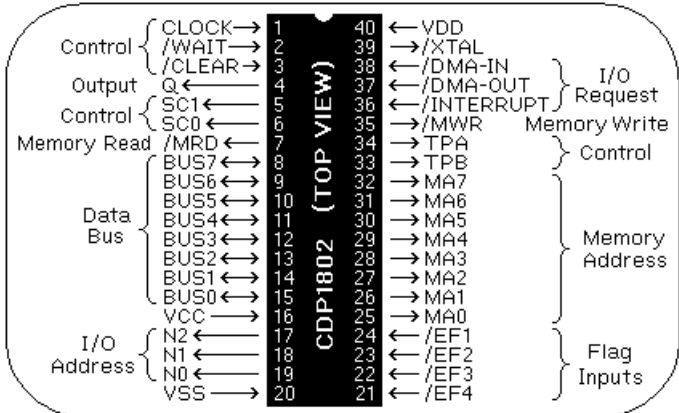 CLOCK 1 40 VDD
Control /WAIT 2 39 /XTAL
/CLEAR 3 38 /DMA-IN
Output Q 4 37 /DMA-OUT I/O Request
Control SC1 5 36 /INTERRUPT
SC0 6 35 /MWR Memory Write
Memory Read /MRD 7 34 TPA Control
BUS7 8 33 TPB
BUS6 9 32 MA7
BUS5 10 31 MA6
Data Bus BUS4 11 30 MA5
BUS3 12 29 MA4 Memory Address
BUS2 13 28 MA3
BUS1 14 27 MA2
BUS0 15 26 MA1
VCC 16 25 MA0
I/O Address N2 17 24 /EF1
N1 18 23 /EF2 Flag Inputs
N0 19 22 /EF3
VSS 20 21 /EF4
CDP1802 (TOP VIEW)